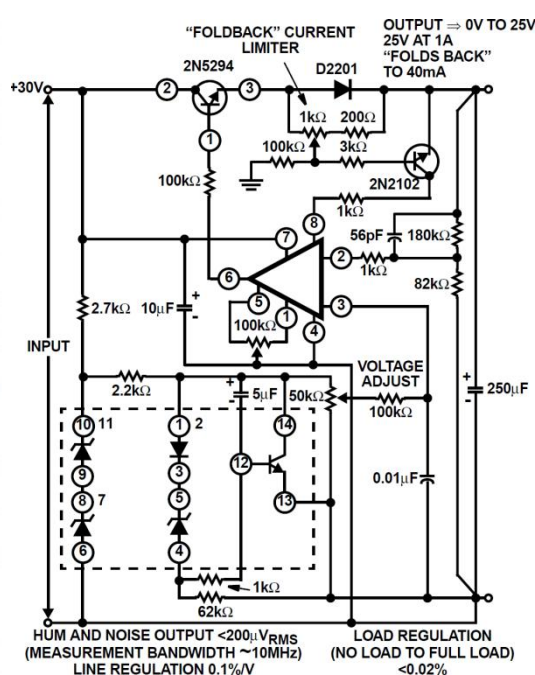 OUTPUT ⇒ 0V TO 25V
25V AT 1A
“FOLDS BACK”
TO 40mA
“FOLDBACK” CURRENT
LIMITER
2N5294
D2201
+30V
2
3
1kΩ
200Ω
1
100kΩ
3kΩ
100kΩ
2N2102
1kΩ
8
56pF
180kΩ
7
6
2
1kΩ
82kΩ
5
1
4
3
10μF
+
-
2.7kΩ
100kΩ
INPUT
VOLTAGE
ADJUST
2.2kΩ
+
-
5μF
50kΩ
100kΩ
+
-
250μF
10
11
1
2
14
9
3
12
8
7
5
13
0.01μF
6
4
1kΩ
62kΩ
HUM AND NOISE OUTPUT <200μVRMS
(MEASUREMENT BANDWIDTH ~10MHz)
LINE REGULATION 0.1%/V
LOAD REGULATION
(NO LOAD TO FULL LOAD)
<0.02%